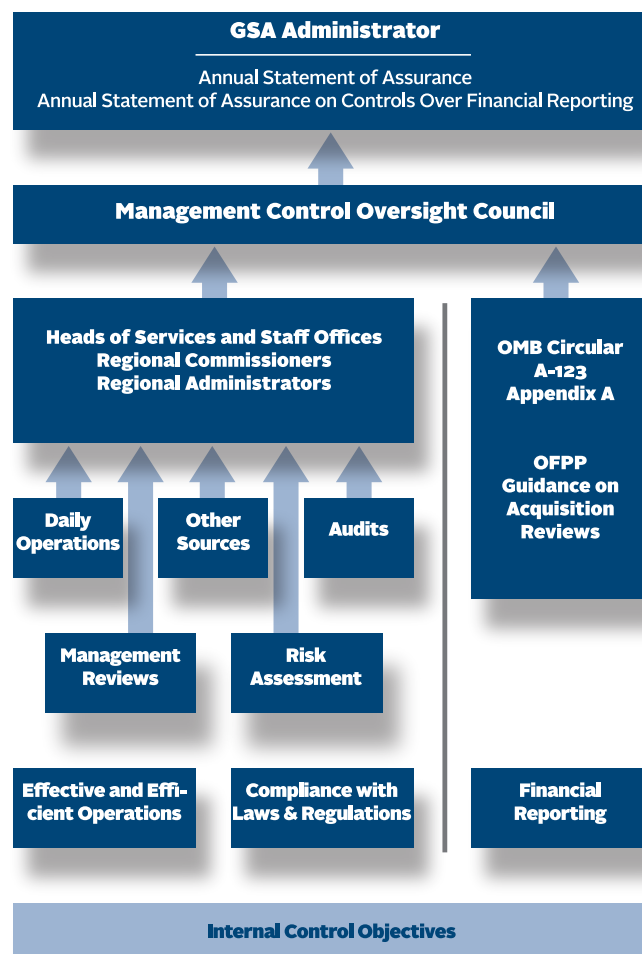 GSA Administrator
Annual Statement of Assurance
Annual Statement of Assurance on Controls Over Financial Reporting
Management Control Oversight Council
Heads of Services and Staff Offices
Regional Commissioners
Regional Administrators
OMB Circular
A-123
Appendix A
OFPP
Guidance on
Acquisition
Reviews
Daily
Operations
Other
Sources
Audits
Management
Reviews
Risk
Assessment
Effective and Effi-
cient Operations
Compliance with
Laws & Regulations
Financial
Reporting
Internal Control Objectives